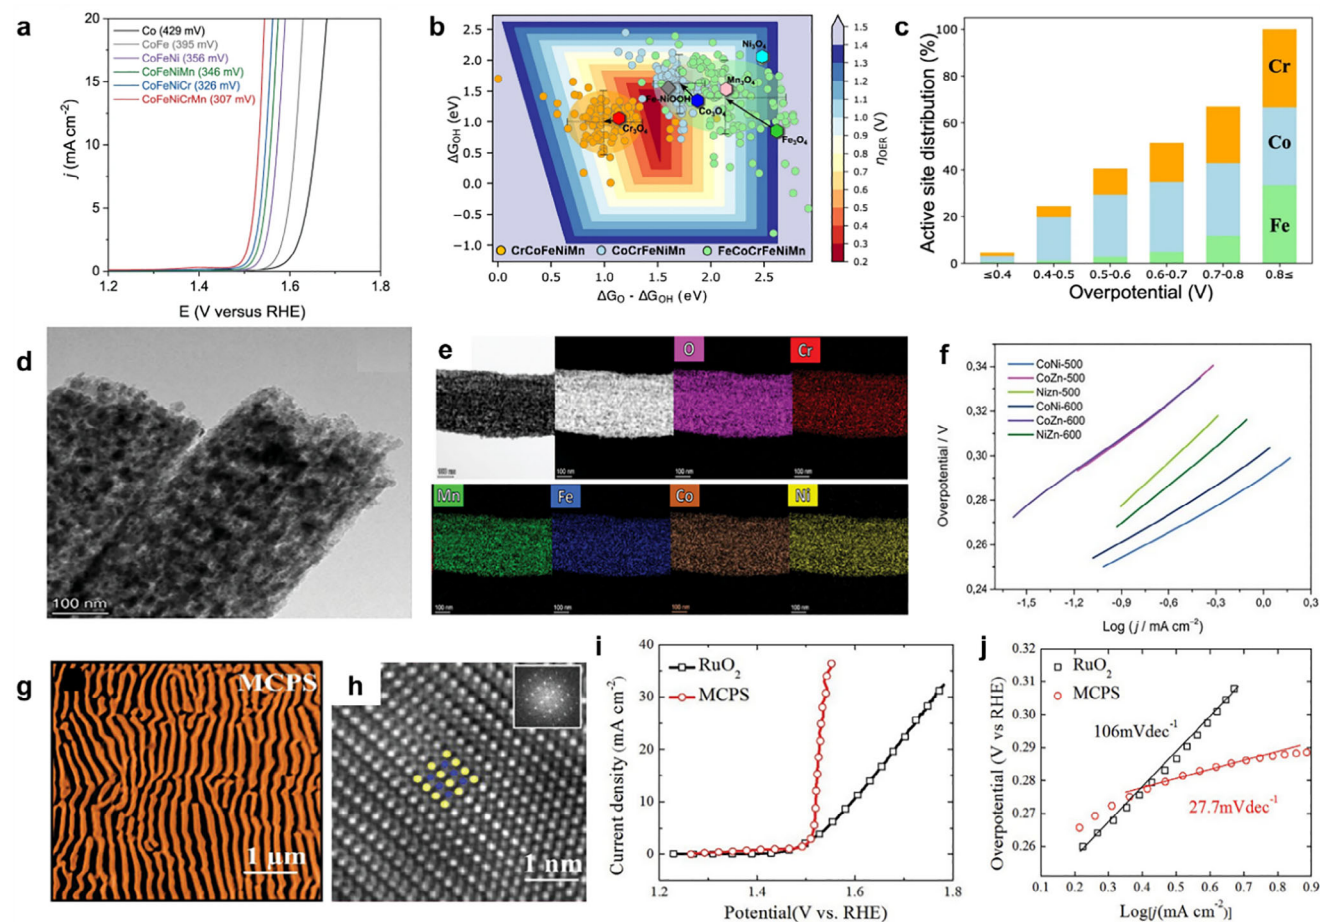 a
20
15
10
5
0
j (mA cm⁻²)
Co (429 mV)
CoFe (395 mV)
CoFeNi (356 mV)
CoFeNiMn (346 mV)
CoFeNiCr (326 mV)
CoFeNiCrMn (307 mV)
1.2 1.4 1.6 1.8
E (V versus RHE)
b
2.5
2.0
1.5
1.0
0.5
0.0
−0.5
−1.0
ΔG_OH (eV)
Ni₃O₄
Mn₃O₄
Fe-NiOOH
Co₃O₄
Cr₃O₄
Fe₃O₄
CrCoFeNiMn CoCrFeNiMn FeCoCrFeNiMn
0.0 0.5 1.0 1.5 2.0 2.5
ΔG_O - ΔG_OH (eV)
1.5
1.4
1.3
1.2
1.1
1.0
0.9
0.8
0.7
0.6
0.5
0.4
0.3
0.2
η_OER (V)
c
100
80
60
40
20
0
Active site distribution (%)
Cr
Co
Fe
≤0.4 0.4-0.5 0.5-0.6 0.6-0.7 0.7-0.8 0.8≤
Overpotential (V)
d
100 nm
e
O
Cr
100 nm 100 nm 100 nm 100 nm
Mn
Fe
Co
Ni
100 nm 100 nm 100 nm 100 nm
f
0,34
0,32
0,30
0,28
0,26
0,24
Overpotential / V
CoNi-500
CoZn-500
Nizn-500
CoNi-600
CoZn-600
NiZn-600
-1,5 -1,2 -0,9 -0,6 -0,3 0,0 0,3
Log (j / mA cm⁻²)
g
MCPS
1 μm
h
1 nm
i
40
30
20
10
0
Current density (mA cm⁻²)
RuO₂
MCPS
1.2 1.4 1.6 1.8
Potential(V vs. RHE)
j
0.32
0.31
0.30
0.29
0.28
0.27
0.26
Overpotential (V vs RHE)
RuO₂
MCPS
106mVdec⁻¹
27.7mVdec⁻¹
0.1 0.2 0.3 0.4 0.5 0.6 0.7 0.8 0.9
Log[j(mA cm⁻²)]